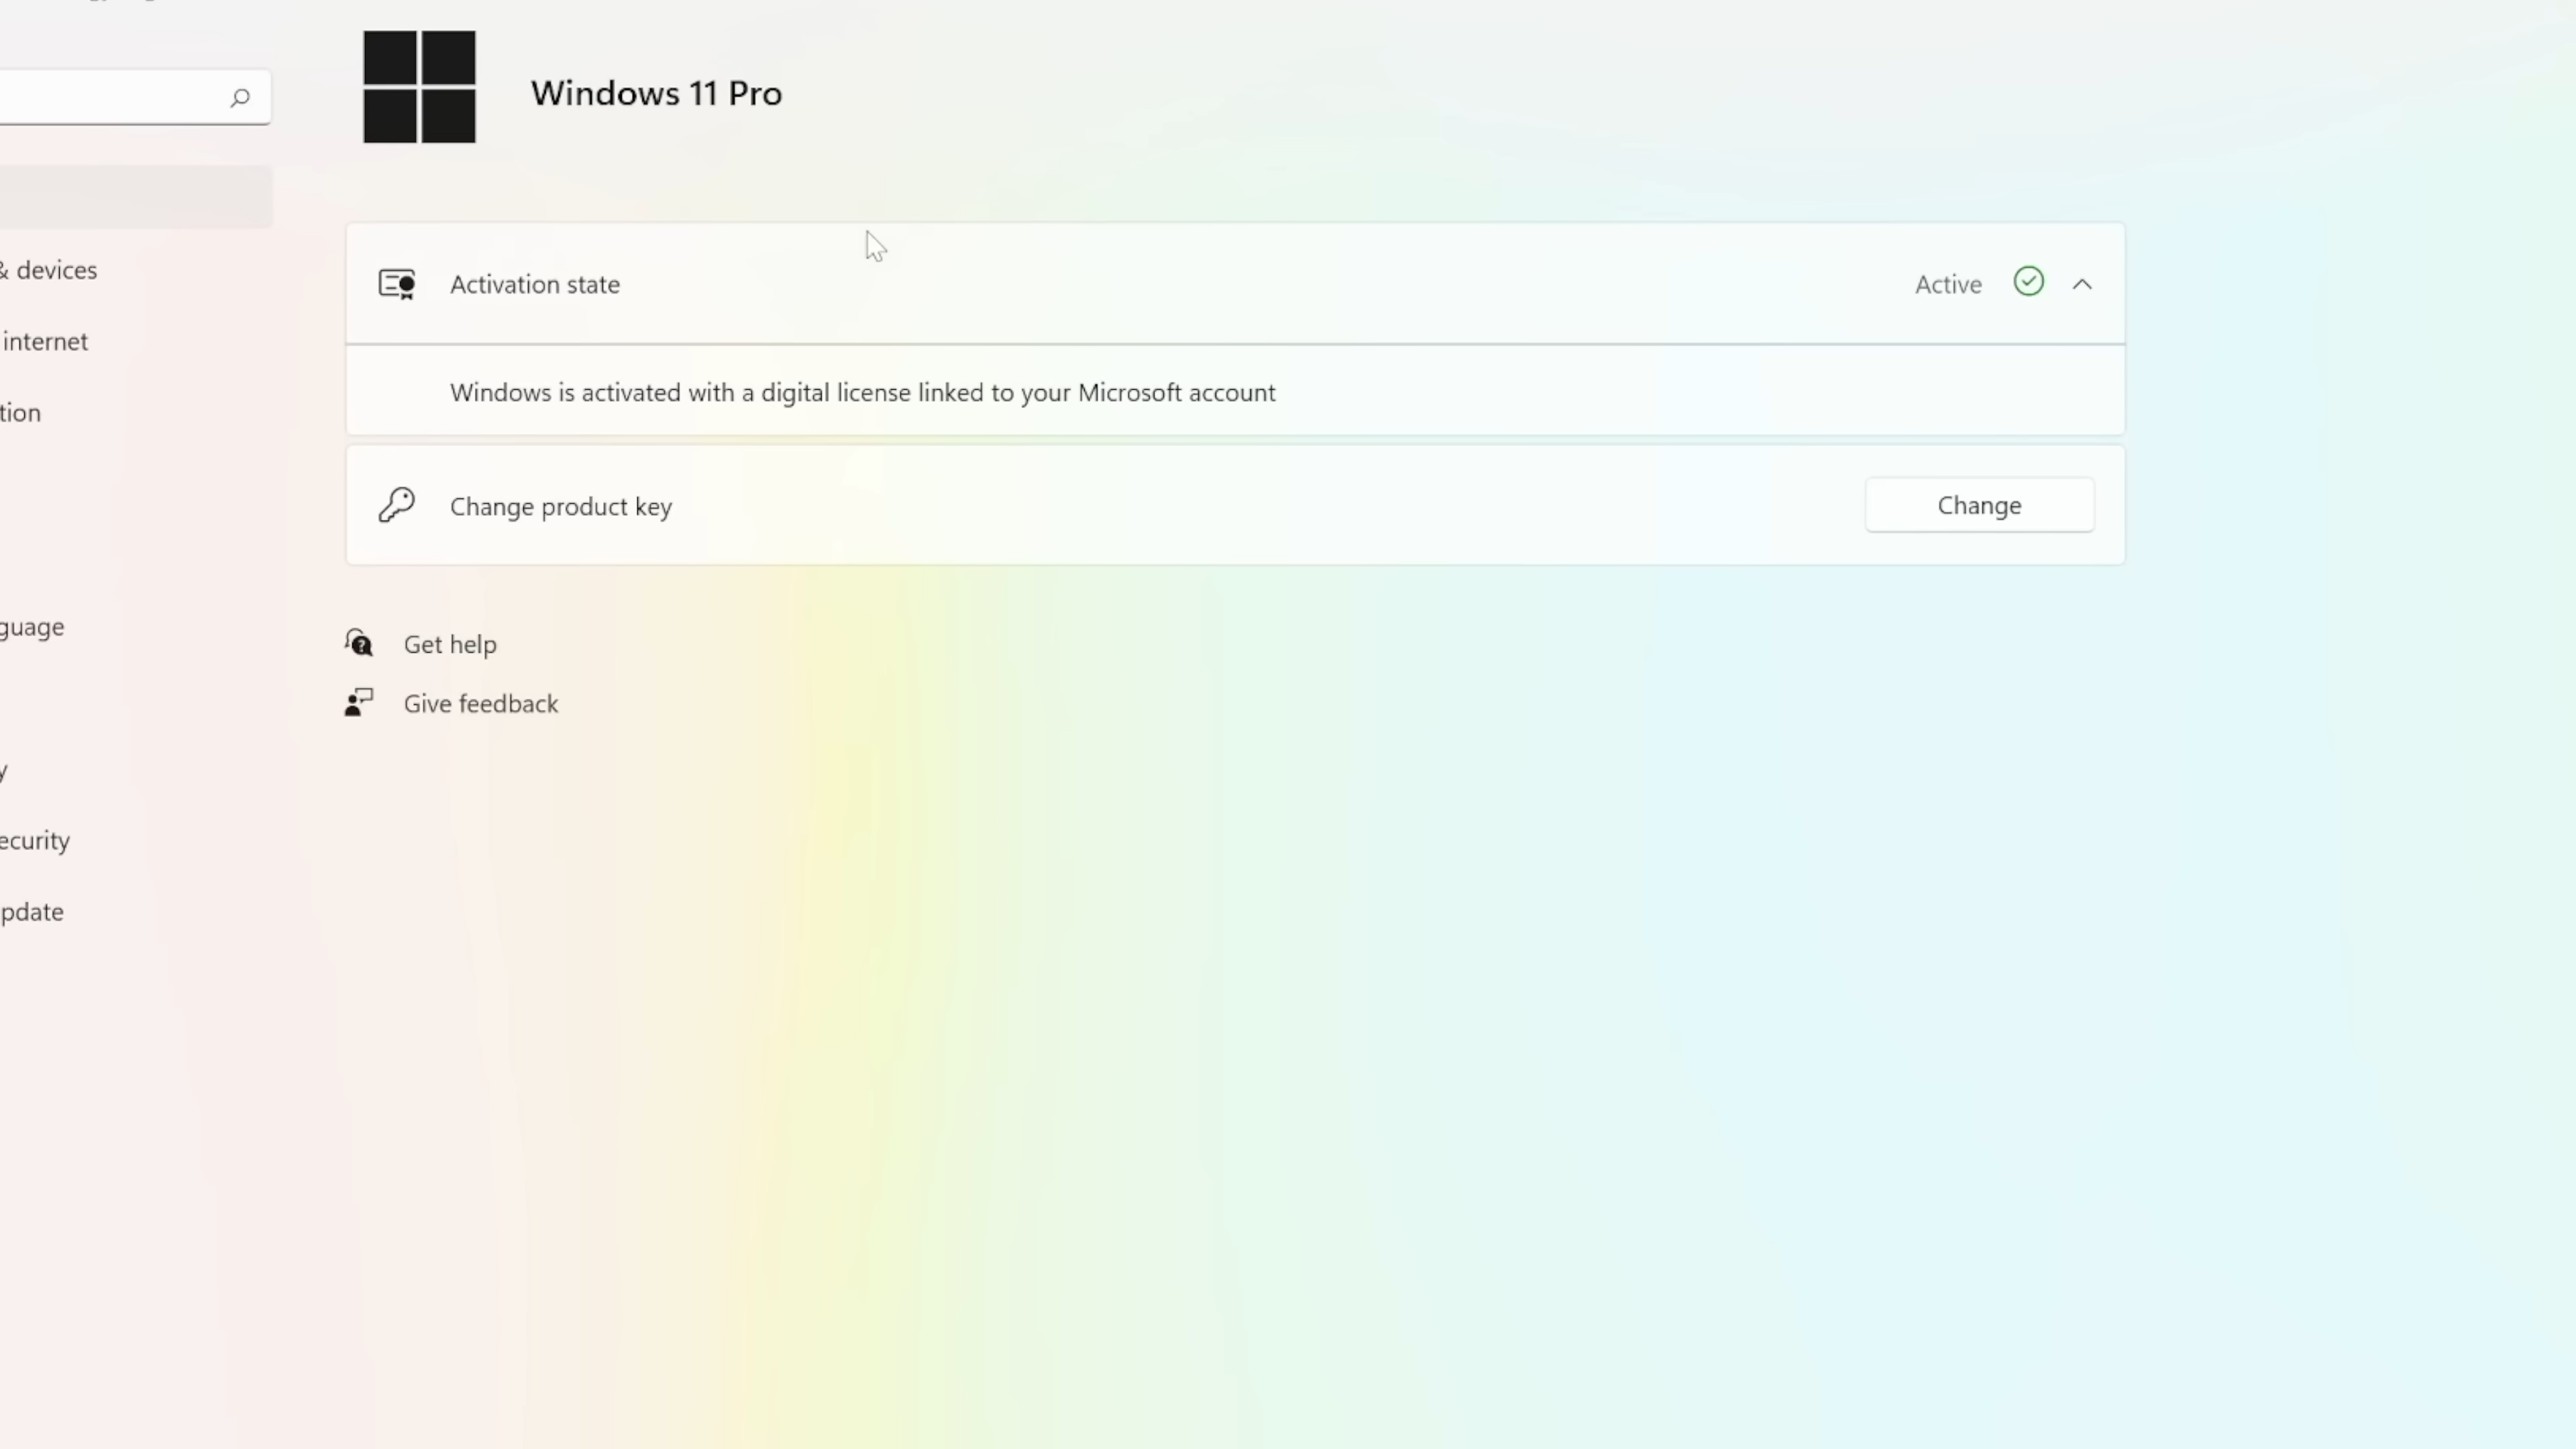 Windows 11 Pro
& devices
Activation state
Active
internet
Windows is activated with a digital license linked to your Microsoft account
tion
Change product key
Change
guage
Get help
Give feedback
y
ecurity
pdate